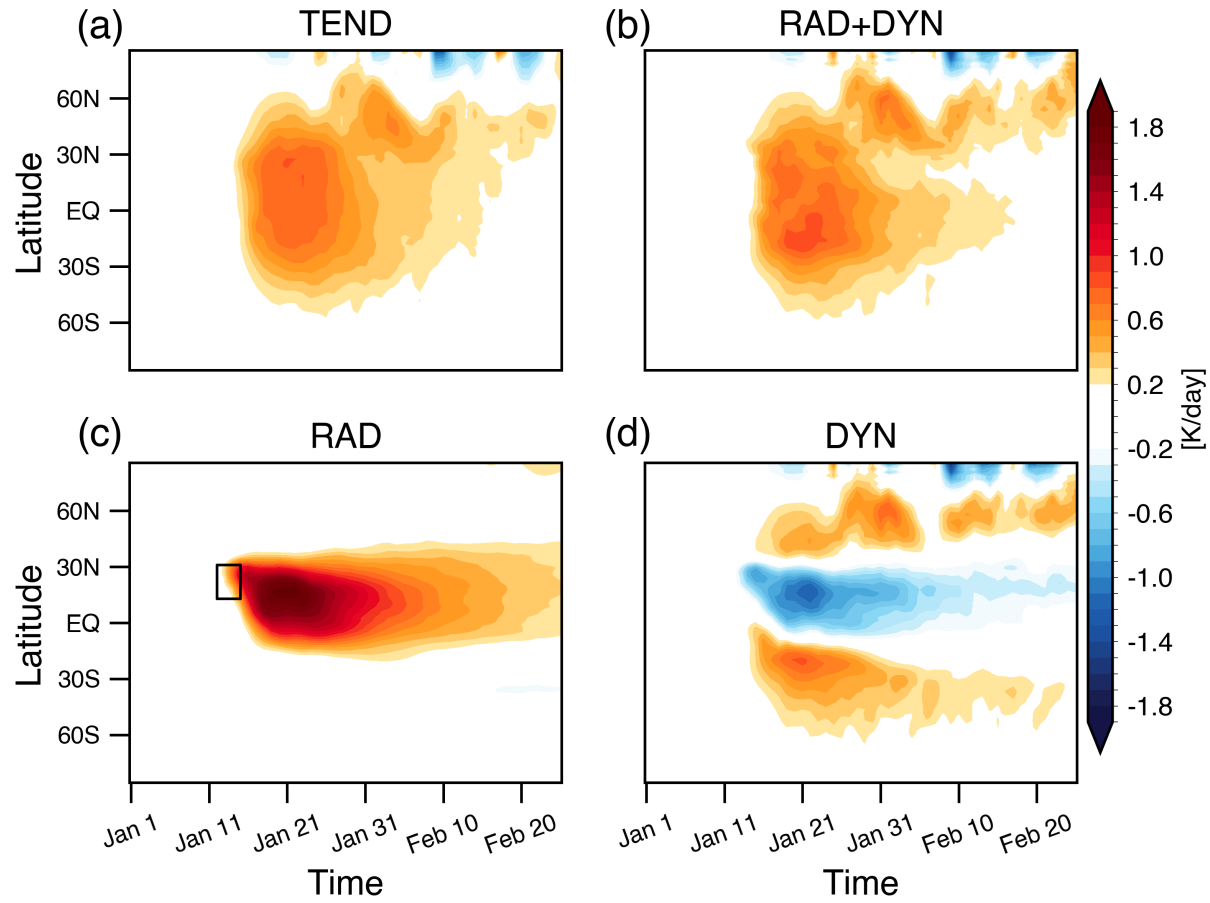 (a) TEND
(b) RAD+DYN
60N
30N
EQ
30S
60S
Latitude
1.8
1.4
1.0
0.6
0.2
-0.2
-0.6
-1.0
-1.4
-1.8
[K/day]
(c) RAD
(d) DYN
60N
30N
EQ
30S
60S
Latitude
Jan 1 Jan 11 Jan 21 Jan 31 Feb 10 Feb 20
Jan 1 Jan 11 Jan 21 Jan 31 Feb 10 Feb 20
Time
Time